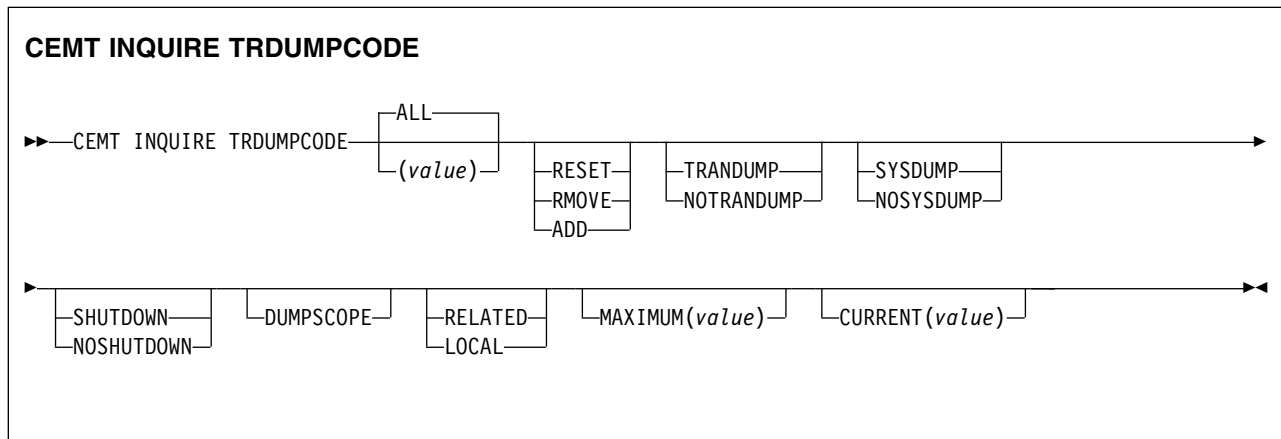 CEMT INQUIRE TRDUMPCODE
ALL
CEMT INQUIRE TRDUMPCODE
(value)
RESET TRANDUMP SYSDUMP
RMOVE NOTRANDUMP NOSYSDUMP
ADD
SHUTDOWN DUMPSCOPE RELATED MAXIMUM(value) CURRENT(value)
NOSHUTDOWN LOCAL